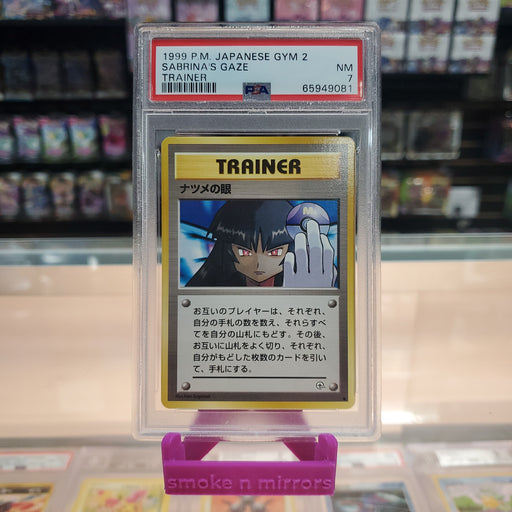 1999 P.M. JAPANESE GYM 2
NM
SABRINA'S GAZE
7
TRAINER
PSA
65949081
TRAINER
ナツメの眼
お互いのプレイヤーは、それぞれ、
自分の手札の数を数え、それらすべ
てを自分の山札にもどす。その後、
お互いに山札をよく切り、それぞれ、
自分がもどした枚数のカードを引い
て、手札にする。
smoke n mirrors